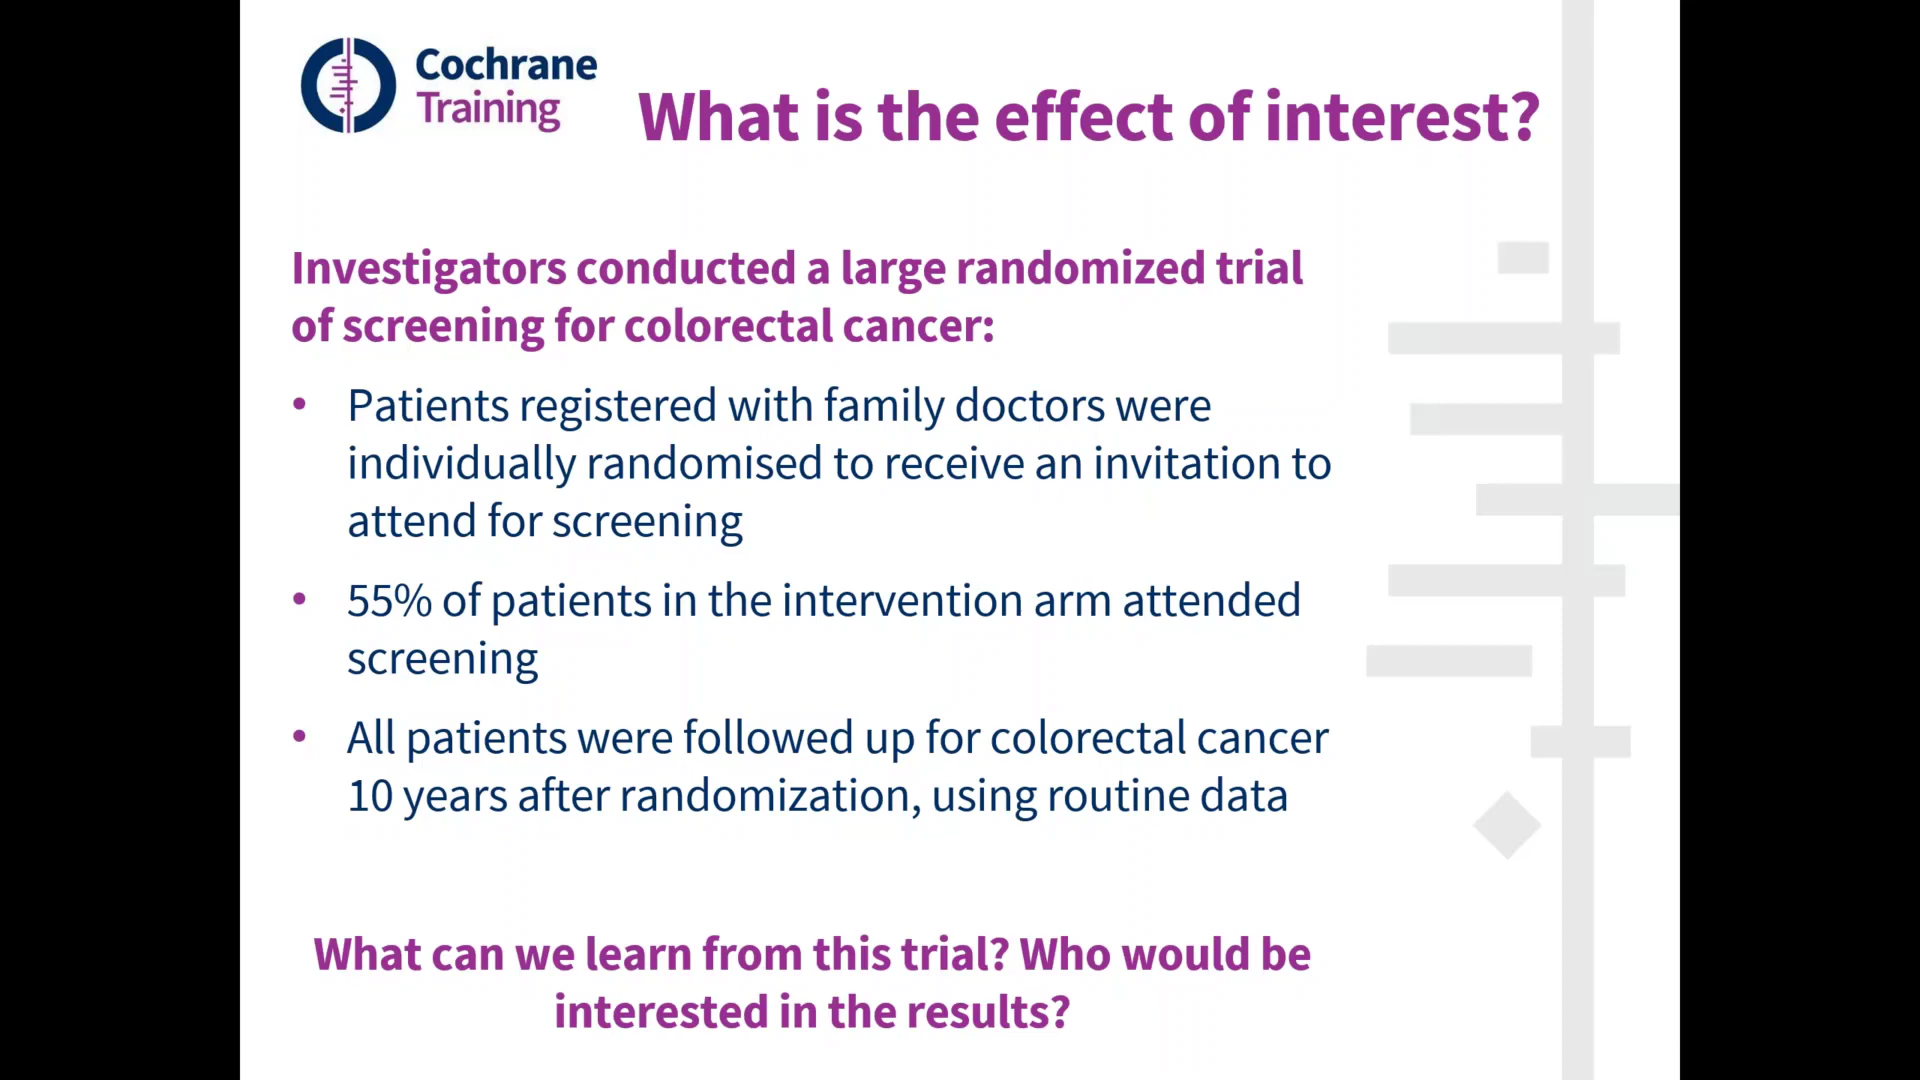 Cochrane
Training
What is the effect of interest?
Investigators conducted a large randomized trial
of screening for colorectal cancer:
• Patients registered with family doctors were
individually randomised to receive an invitation to
attend for screening
• 55% of patients in the intervention arm attended
screening
• All patients were followed up for colorectal cancer
10 years after randomization, using routine data
What can we learn from this trial? Who would be
interested in the results?